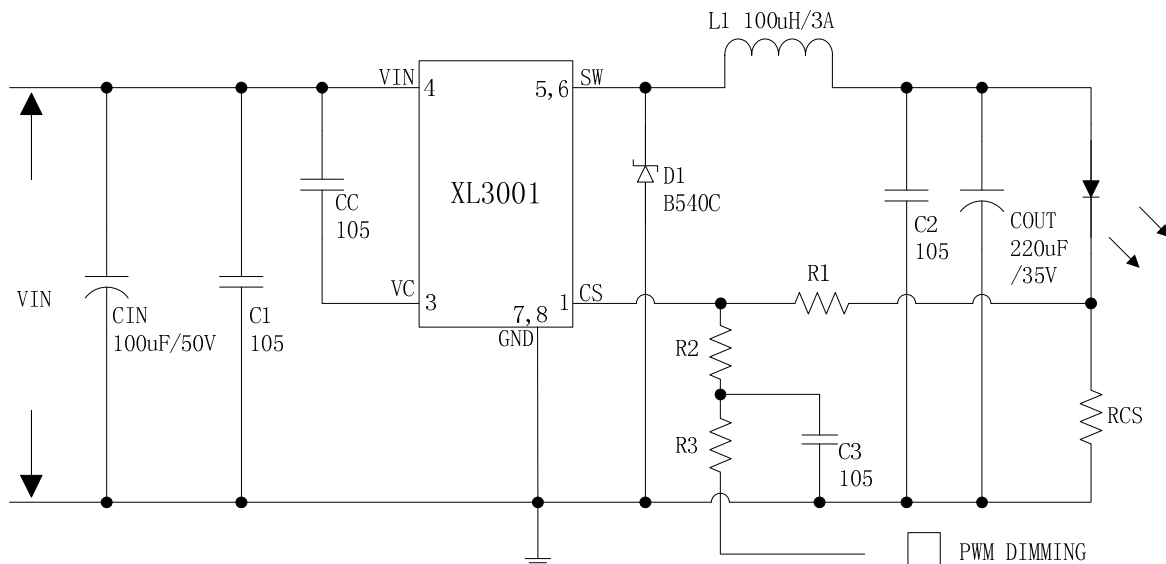 L1 100uH/3A
VIN
4
5,6
SW
XL3001
CC
105
D1
B540C
C2
105
COUT
220uF
/35V
VIN
CIN
100uF/50V
C1
105
VC
3
7,8
GND
1
CS
R1
R2
R3
C3
105
RCS
PWM DIMMING